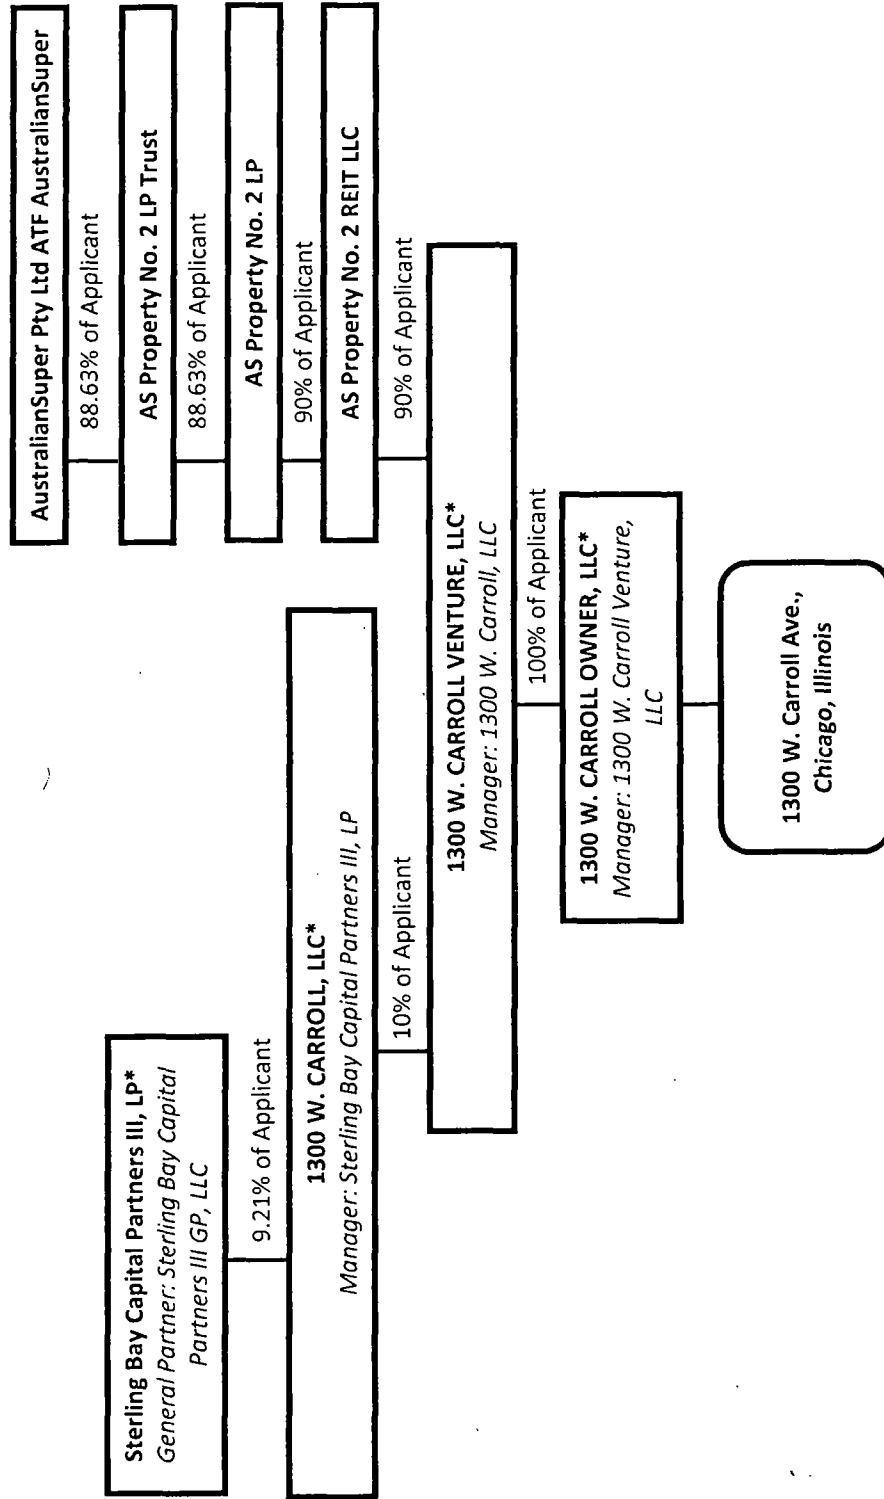 AustralianSuper Pty Ltd ATF AustralianSuper
88.63% of Applicant
AS Property No. 2 LP Trust
88.63% of Applicant
AS Property No. 2 LP
90% of Applicant
AS Property No. 2 REIT LLC
90% of Applicant
Sterling Bay Capital Partners III, LP*
General Partner: Sterling Bay Capital
Partners III GP, LLC
9.21% of Applicant
1300 W. CARROLL, LLC*
Manager: Sterling Bay Capital Partners III, LP
10% of Applicant
1300 W. CARROLL VENTURE, LLC*
Manager: 1300 W. Carroll, LLC
100% of Applicant
1300 W. CARROLL OWNER, LLC*
Manager: 1300 W. Carroll Venture,
LLC
1300 W. Carroll Ave.,
Chicago, Illinois